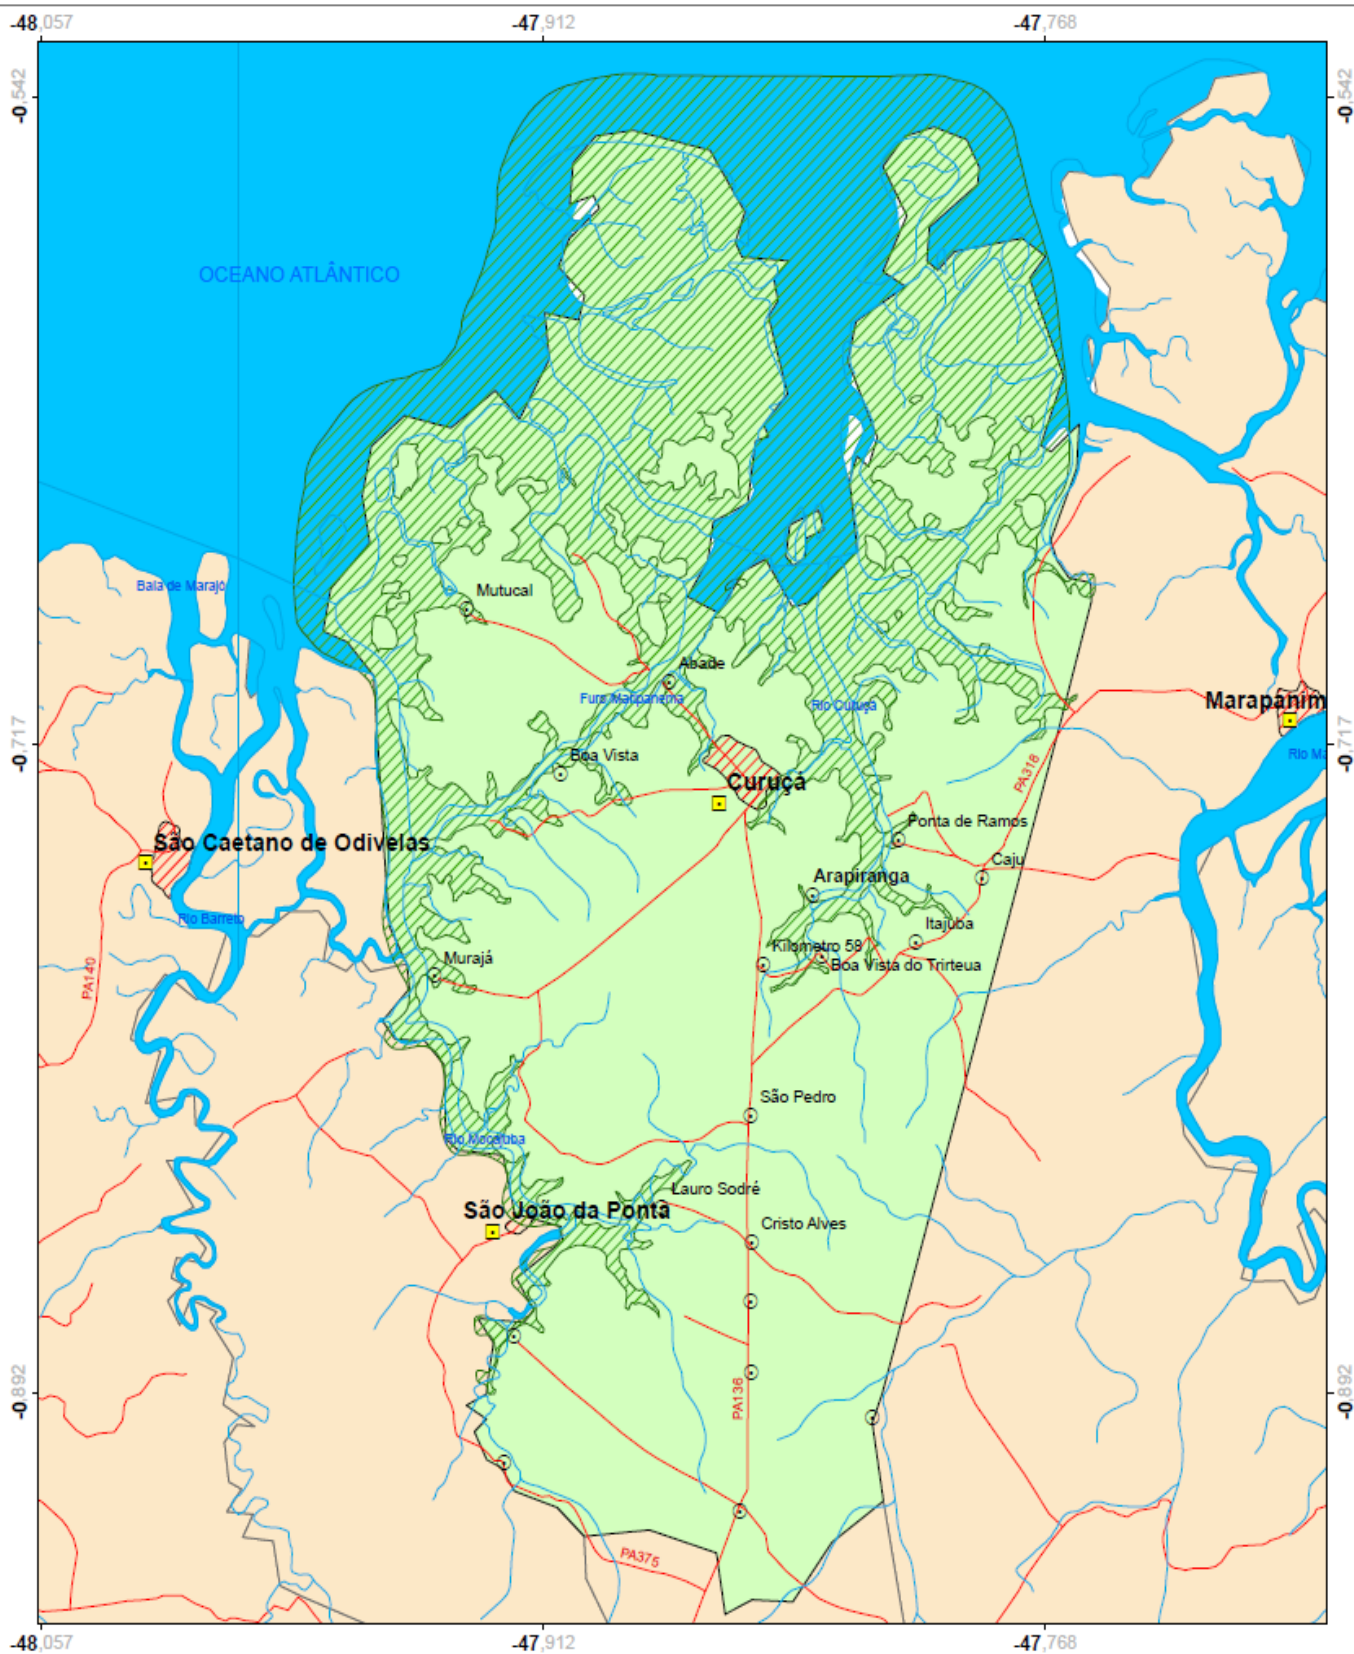 -48,057
-47,912
-47,768
-0,542
-0,542
OCEANO ATLÂNTICO
Baía de Marajó
Mutucal
Abade
Furo Maripanema
Rio Curuçá
Marapanim
-0,717
-0,717
Boa Vista
Rio Ma
PA318
Curuçá
Ponta de Ramos
São Caetano de Odivelas
Caju
Arapiranga
Rio Barreto
Itajuba
Kilometro 58
Murajá
Boa Vista do Trirteua
PA140
São Pedro
Rio Mocajuba
Lauro Sodré
São João da Ponta
Cristo Alves
-0,892
-0,892
PA136
PA375
-48,057
-47,912
-47,768